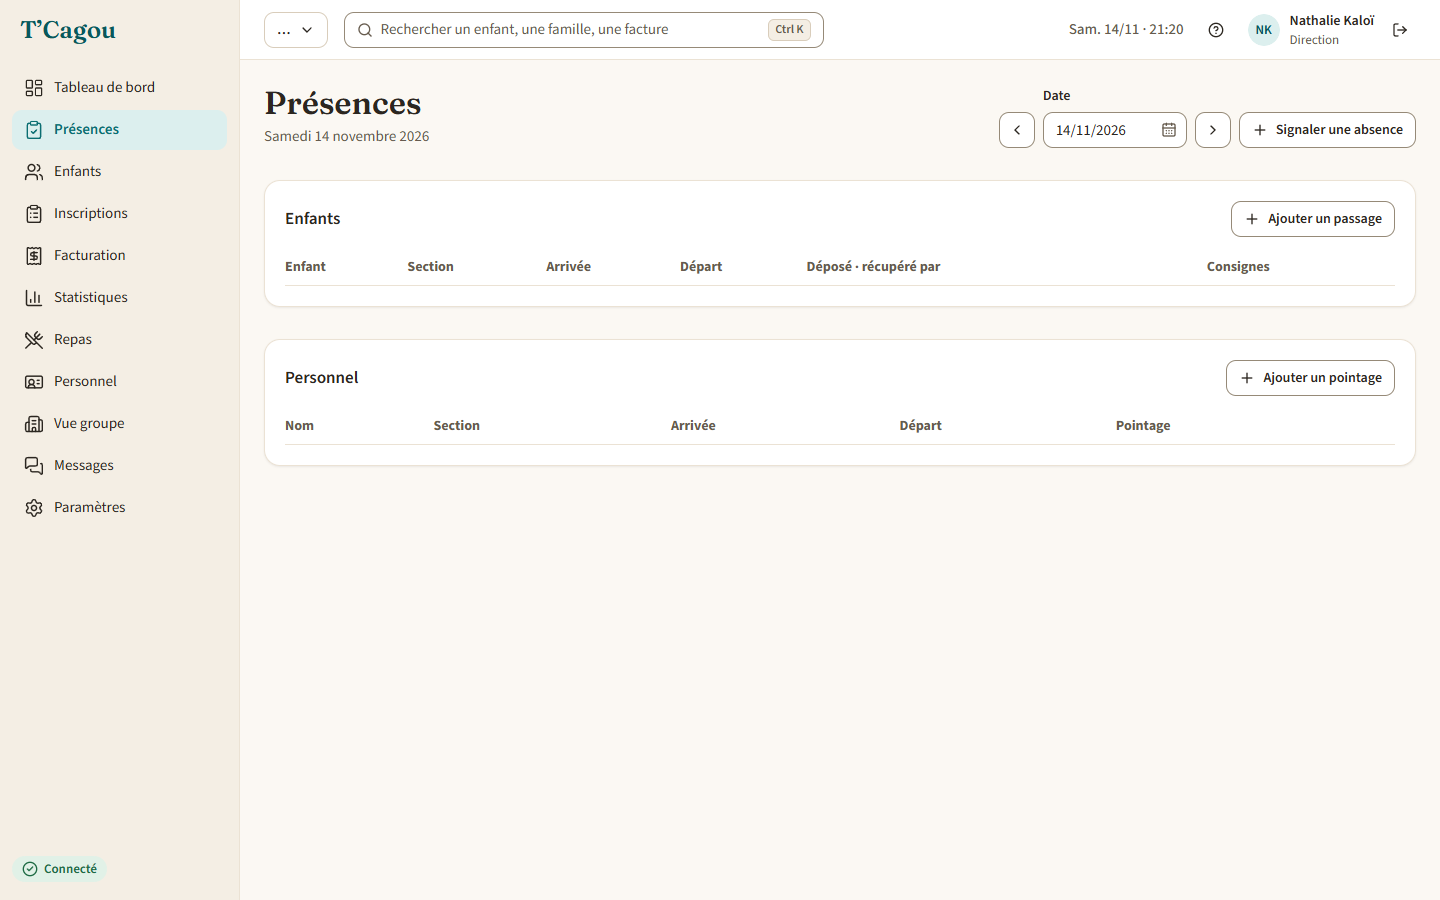 T’Cagou
Tableau de bord
Présences
Enfants
Inscriptions
Facturation
Statistiques
Repas
Personnel
Vue groupe
Messages
Paramètres
Connecté
...
Rechercher un enfant, une famille, une facture
Ctrl K
Sam. 14/11 · 21:20
NK
Nathalie Kaloï
Direction
Présences
Samedi 14 novembre 2026
Date
14/11/2026
Signaler une absence
Enfants
Ajouter un passage
Enfant Section Arrivée Départ Déposé · récupéré par Consignes
Personnel
Ajouter un pointage
Nom Section Arrivée Départ Pointage